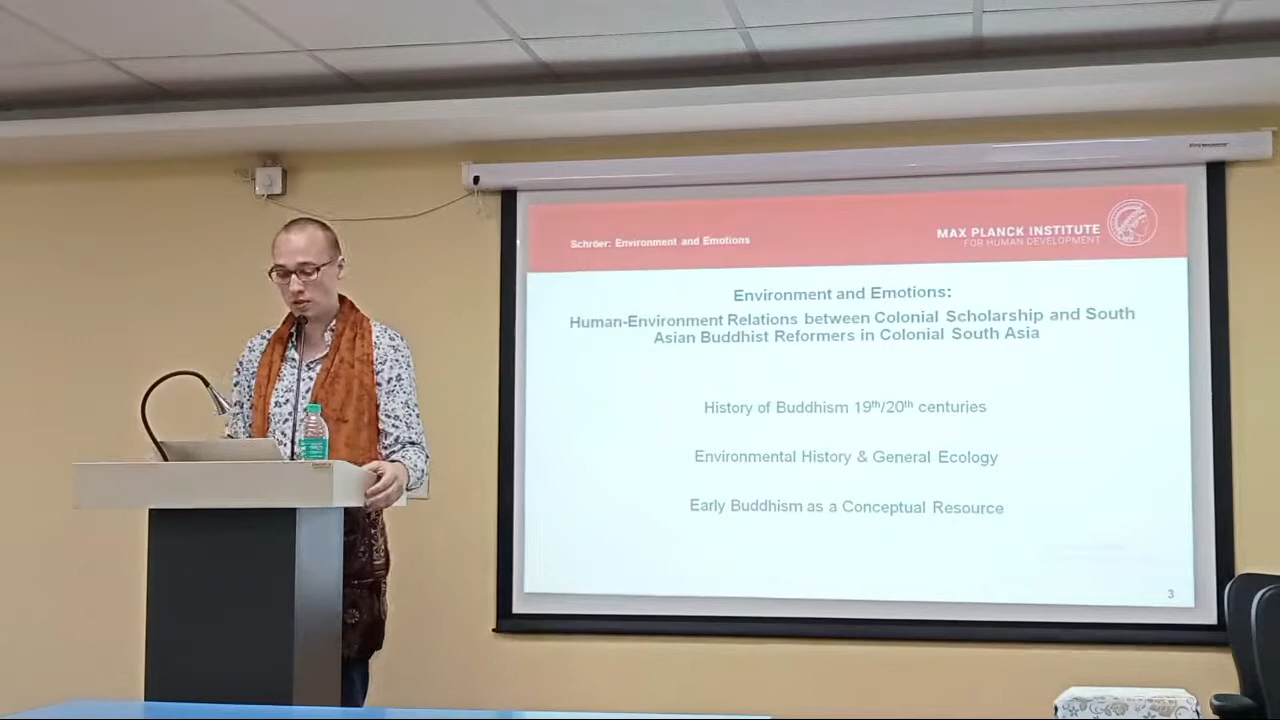 Schröer: Environment and Emotions
MAX PLANCK INSTITUTE
FOR HUMAN DEVELOPMENT
Environment and Emotions:
Human-Environment Relations between Colonial Scholarship and South
Asian Buddhist Reformers in Colonial South Asia
History of Buddhism 19th/20th centuries
Environmental History & General Ecology
Early Buddhism as a Conceptual Resource
3